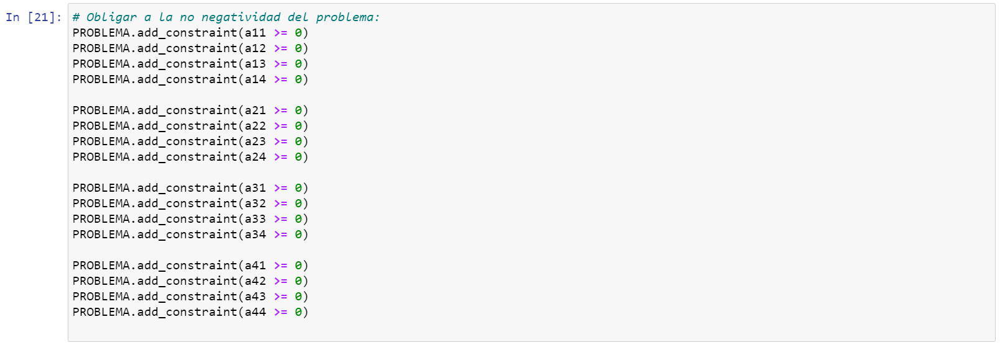 In [21]: # Obligar a la no negatividad del problema:
PROBLEMA.add_constraint(a11 >= 0)
PROBLEMA.add_constraint(a12 >= 0)
PROBLEMA.add_constraint(a13 >= 0)
PROBLEMA.add_constraint(a14 >= 0)
PROBLEMA.add_constraint(a21 >= 0)
PROBLEMA.add_constraint(a22 >= 0)
PROBLEMA.add_constraint(a23 >= 0)
PROBLEMA.add_constraint(a24 >= 0)
PROBLEMA.add_constraint(a31 >= 0)
PROBLEMA.add_constraint(a32 >= 0)
PROBLEMA.add_constraint(a33 >= 0)
PROBLEMA.add_constraint(a34 >= 0)
PROBLEMA.add_constraint(a41 >= 0)
PROBLEMA.add_constraint(a42 >= 0)
PROBLEMA.add_constraint(a43 >= 0)
PROBLEMA.add_constraint(a44 >= 0)